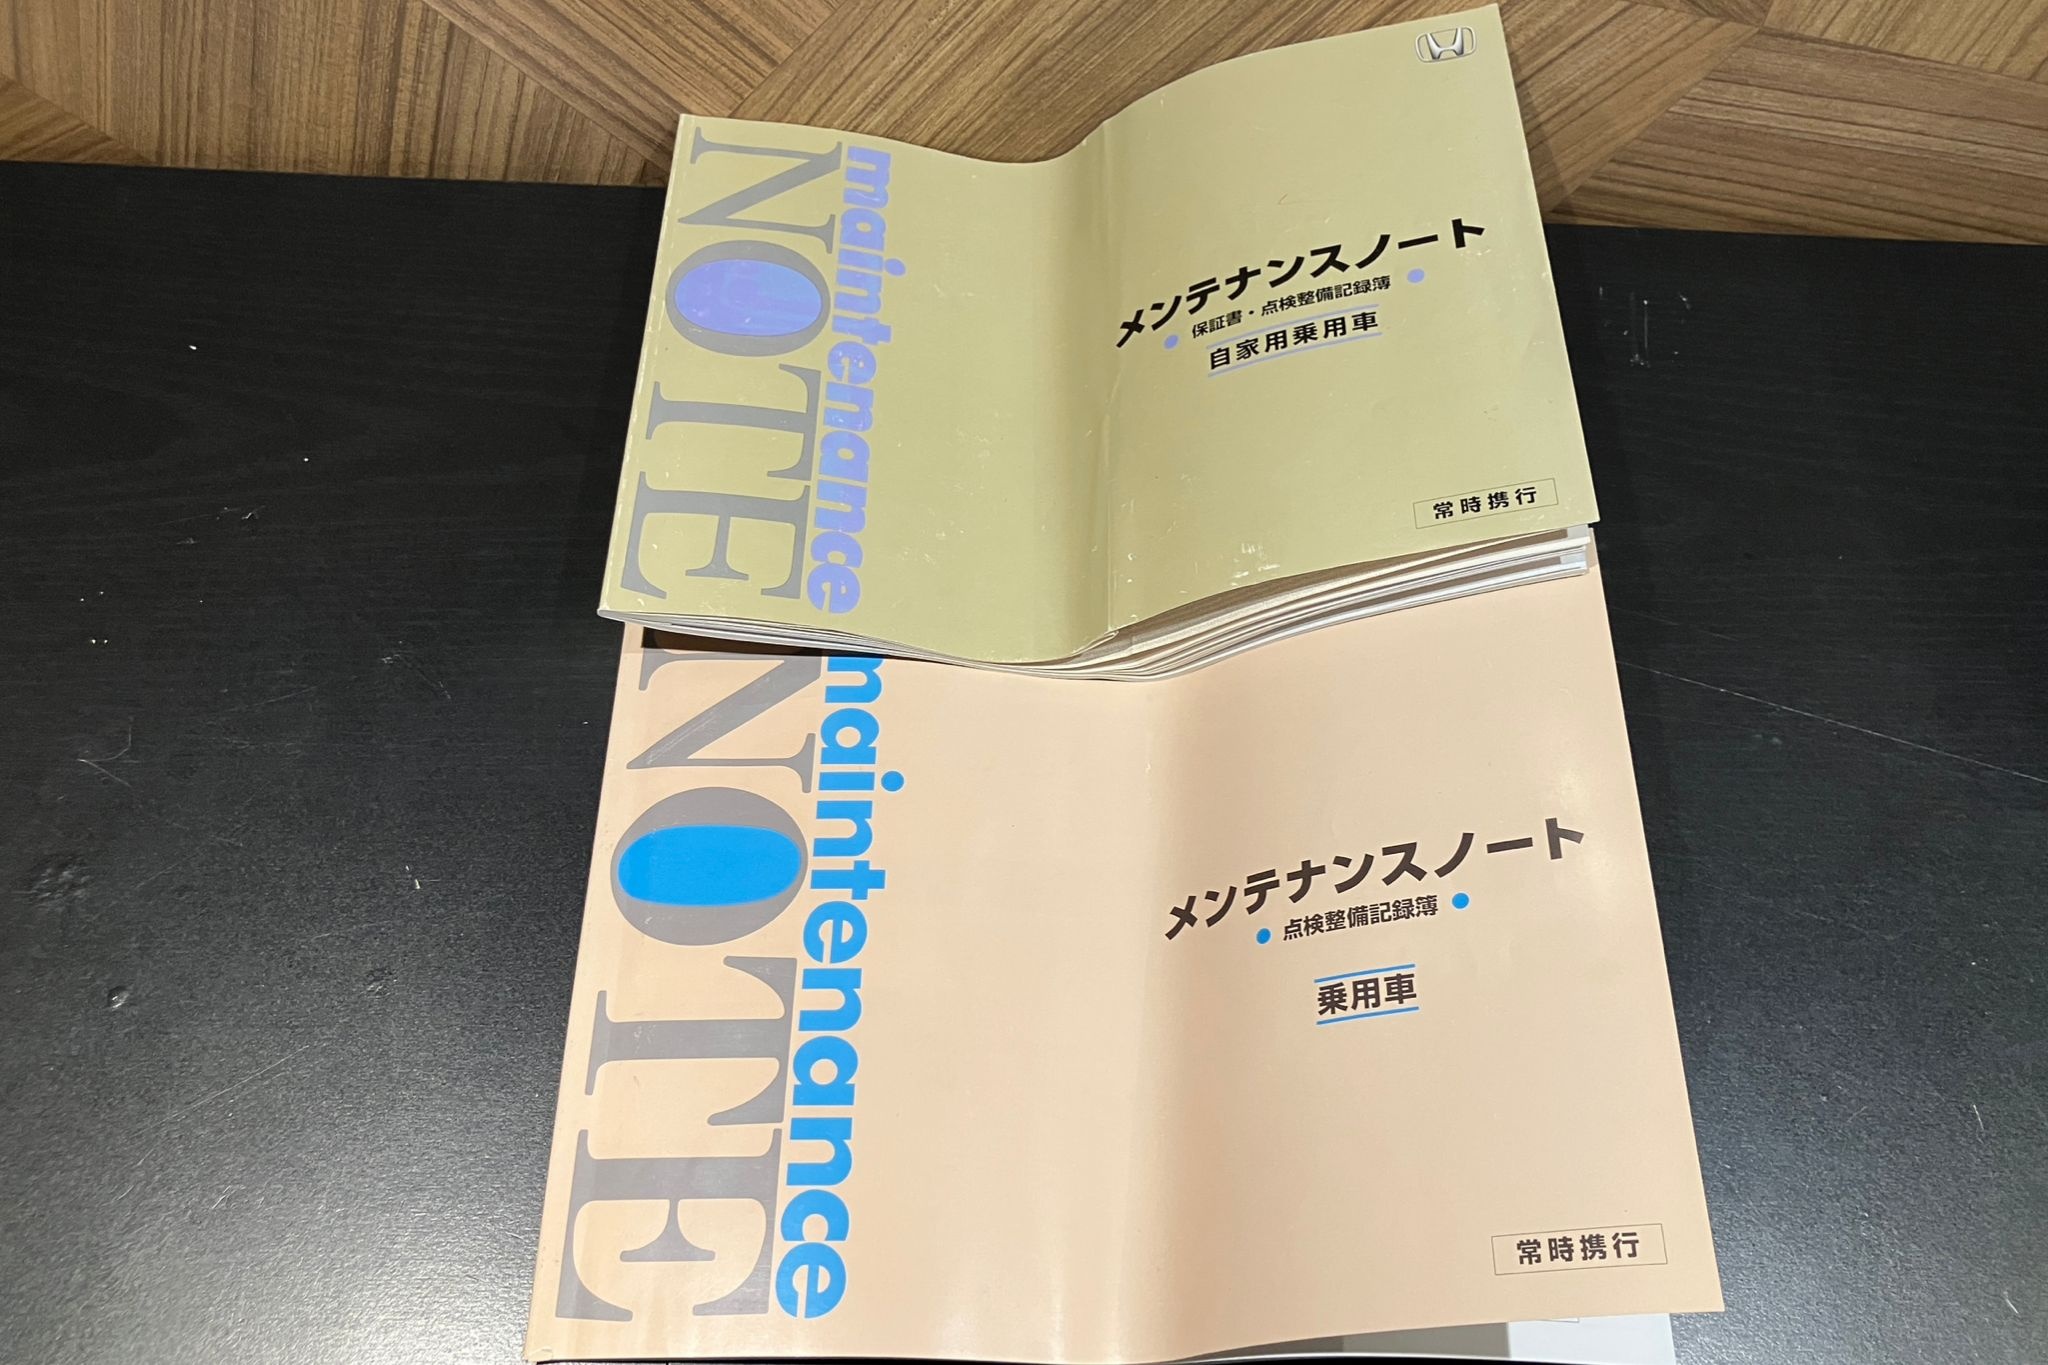 maintenance
NOTE
メンテナンスノート
保証書・点検整備記録簿
自家用乗用車
常時携行
maintenance
NOTE
メンテナンスノート
点検整備記録簿
乗用車
常時携行